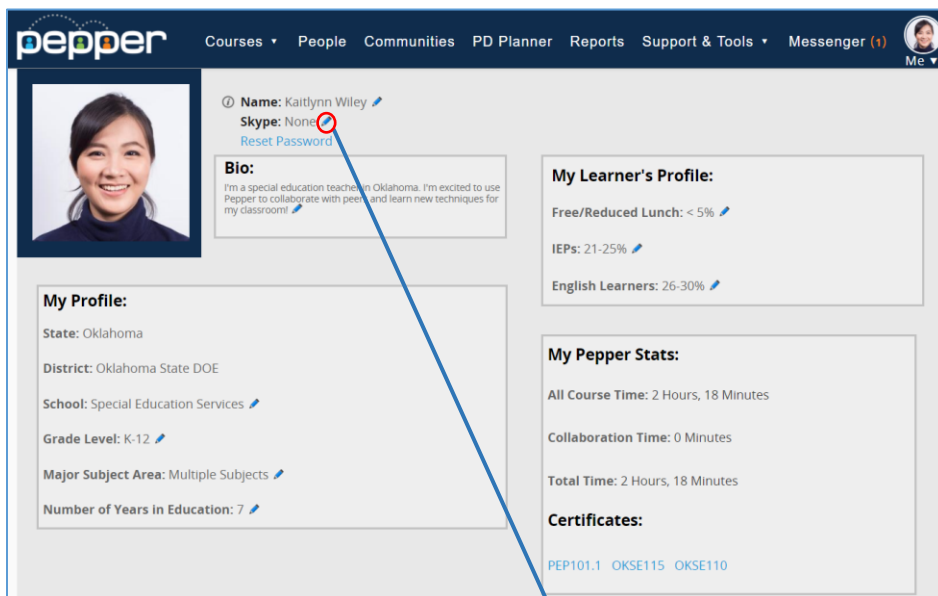 pepper
Courses ▾ People Communities PD Planner Reports Support & Tools ▾ Messenger (1)
Me ▾
Name: Kaitlynn Wiley
Skype: None
Reset Password
Bio:
I'm a special education teacher in Oklahoma. I'm excited to use
Pepper to collaborate with peers and learn new techniques for
my classroom!
My Learner's Profile:
Free/Reduced Lunch: < 5%
IEPs: 21-25%
English Learners: 26-30%
My Profile:
State: Oklahoma
District: Oklahoma State DOE
School: Special Education Services
Grade Level: K-12
Major Subject Area: Multiple Subjects
Number of Years in Education: 7
My Pepper Stats:
All Course Time: 2 Hours, 18 Minutes
Collaboration Time: 0 Minutes
Total Time: 2 Hours, 18 Minutes
Certificates:
PEP101.1 OKSE115 OKSE110